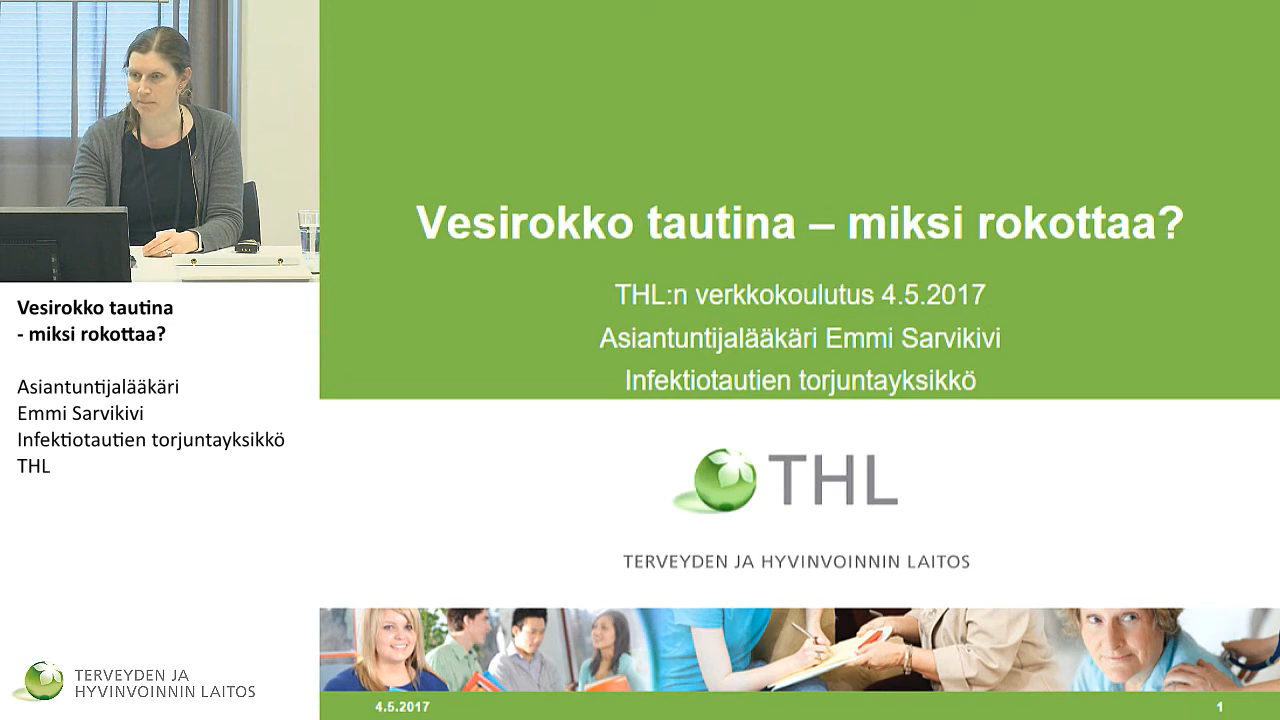 Vesirokko tautina
- miksi rokottaa?
Asiantuntijalääkäri
Emmi Sarvikivi
Infektiotautien torjuntayksikkö
THL
TERVEYDEN JA
HYVINVOINNIN LAITOS
Vesirokko tautina – miksi rokottaa?
THL:n verkkokoulutus 4.5.2017
Asiantuntijalääkäri Emmi Sarvikivi
Infektiotautien torjuntayksikkö
THL
TERVEYDEN JA HYVINVOINNIN LAITOS
4.5.2017
1